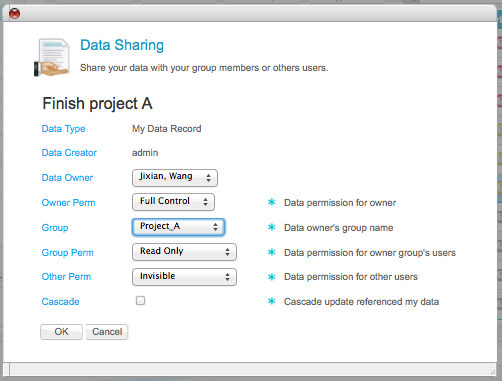 Data Sharing
Share your data with your group members or others users.
Finish project A
Data Type My Data Record
Data Creator admin
Data Owner Jixian, Wang
Owner Perm Full Control * Data permission for owner
Group Project_A * Data owner's group name
Group Perm Read Only * Data permission for owner group's users
Other Perm Invisible * Data permission for other users
Cascade * Cascade update referenced my data
OK Cancel